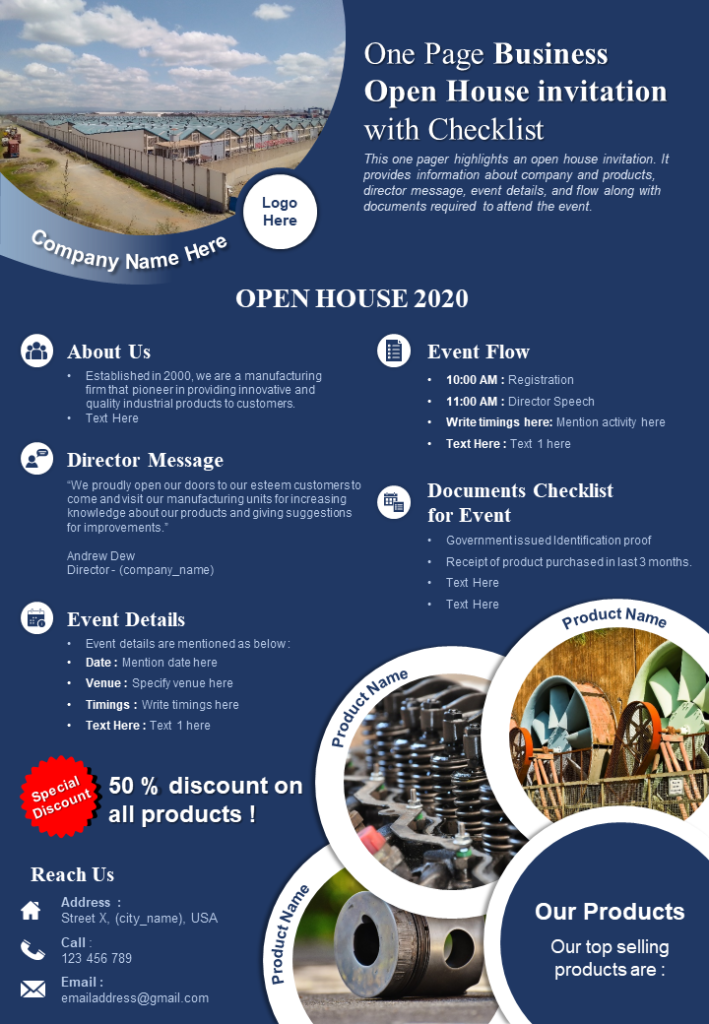 One Page Business
Open House invitation
with Checklist
This one pager highlights an open house invitation. It
provides information about company and products,
director message, event details, and flow along with
documents required to attend the event.
Logo
Here
Company Name Here
OPEN HOUSE 2020
About Us
• Established in 2000, we are a manufacturing
firm that pioneer in providing innovative and
quality industrial products to customers.
• Text Here
Director Message
“We proudly open our doors to our esteem customers to
come and visit our manufacturing units for increasing
knowledge about our products and giving suggestions
for improvements.”
Andrew Dew
Director - (company_name)
Event Details
• Event details are mentioned as below :
• Date : Mention date here
• Venue : Specify venue here
• Timings : Write timings here
• Text Here : Text 1 here
Event Flow
• 10:00 AM : Registration
• 11:00 AM : Director Speech
• Write timings here: Mention activity here
• Text Here : Text 1 here
Documents Checklist
for Event
• Government issued Identification proof
• Receipt of product purchased in last 3 months.
• Text Here
• Text Here
Product Name
Product Name
Special
Discount
50 % discount on
all products !
Reach Us
Address :
Street X, (city_name), USA
Call :
123 456 789
Email :
emailaddress@gmail.com
Product Name
Our Products
Our top selling
products are :